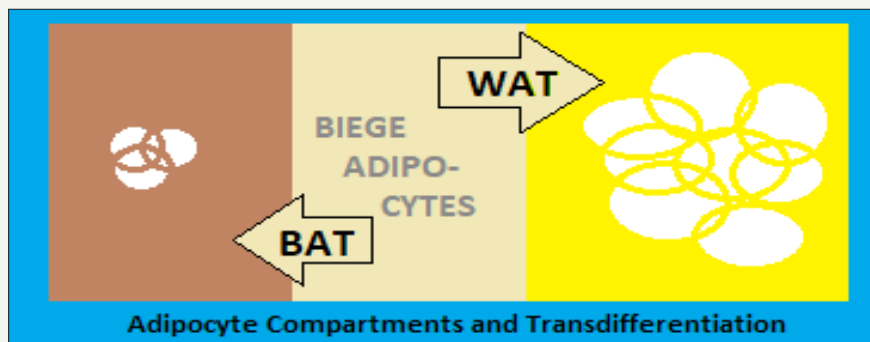 WAT
BIEGE
ADIPO-
CYTES
BAT
Adipocyte Compartments and Transdifferentiation